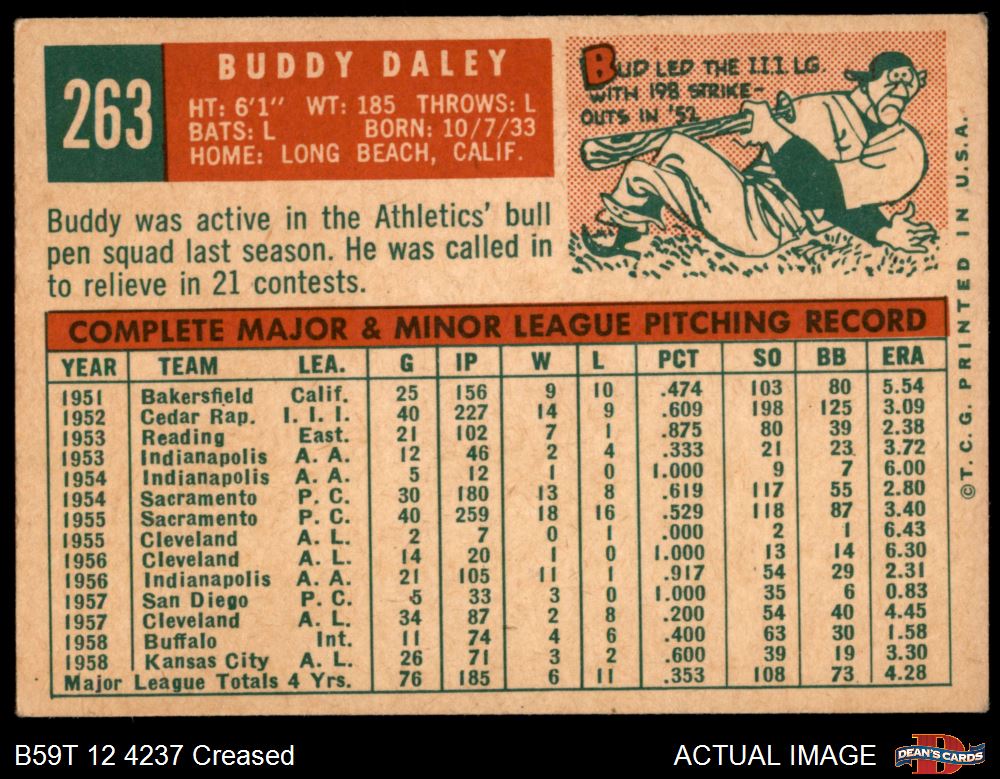 263
BUDDY DALEY
HT: 6'1" WT: 185 THROWS: L
BATS: L BORN: 10/7/33
HOME: LONG BEACH, CALIF.
BUD LED THE III LG
WITH 198 STRIKE-
OUTS IN '52
Buddy was active in the Athletics' bull
pen squad last season. He was called in
to relieve in 21 contests.
COMPLETE MAJOR & MINOR LEAGUE PITCHING RECORD
YEAR TEAM LEA. G IP W L PCT SO BB ERA
1951 Bakersfield Calif. 25 156 9 10 .474 103 80 5.54
1952 Cedar Rap. I. I. I. 40 227 14 9 .609 198 125 3.09
1953 Reading East. 21 102 7 1 .875 80 39 2.38
1953 Indianapolis A. A. 12 46 2 4 .333 21 23 3.72
1954 Indianapolis A. A. 5 12 1 0 1.000 9 7 6.00
1954 Sacramento P. C. 30 180 13 8 .619 117 55 2.80
1955 Sacramento P. C. 40 259 18 16 .529 118 87 3.40
1955 Cleveland A. L. 2 7 0 1 .000 2 1 6.43
1956 Cleveland A. L. 14 20 1 0 1.000 13 14 6.30
1956 Indianapolis A. A. 21 105 11 1 .917 54 29 2.31
1957 San Diego P. C. 5 33 3 0 1.000 35 6 0.83
1957 Cleveland A. L. 34 87 2 8 .200 54 40 4.45
1958 Buffalo Int. 11 74 4 6 .400 63 30 1.58
1958 Kansas City A. L. 26 71 3 2 .600 39 19 3.30
Major League Totals 4 Yrs. 76 185 6 11 .353 108 73 4.28
©T.C.G. PRINTED IN U.S.A.
B59T 12 4237 Creased
ACTUAL IMAGE
DEAN'S CARDS